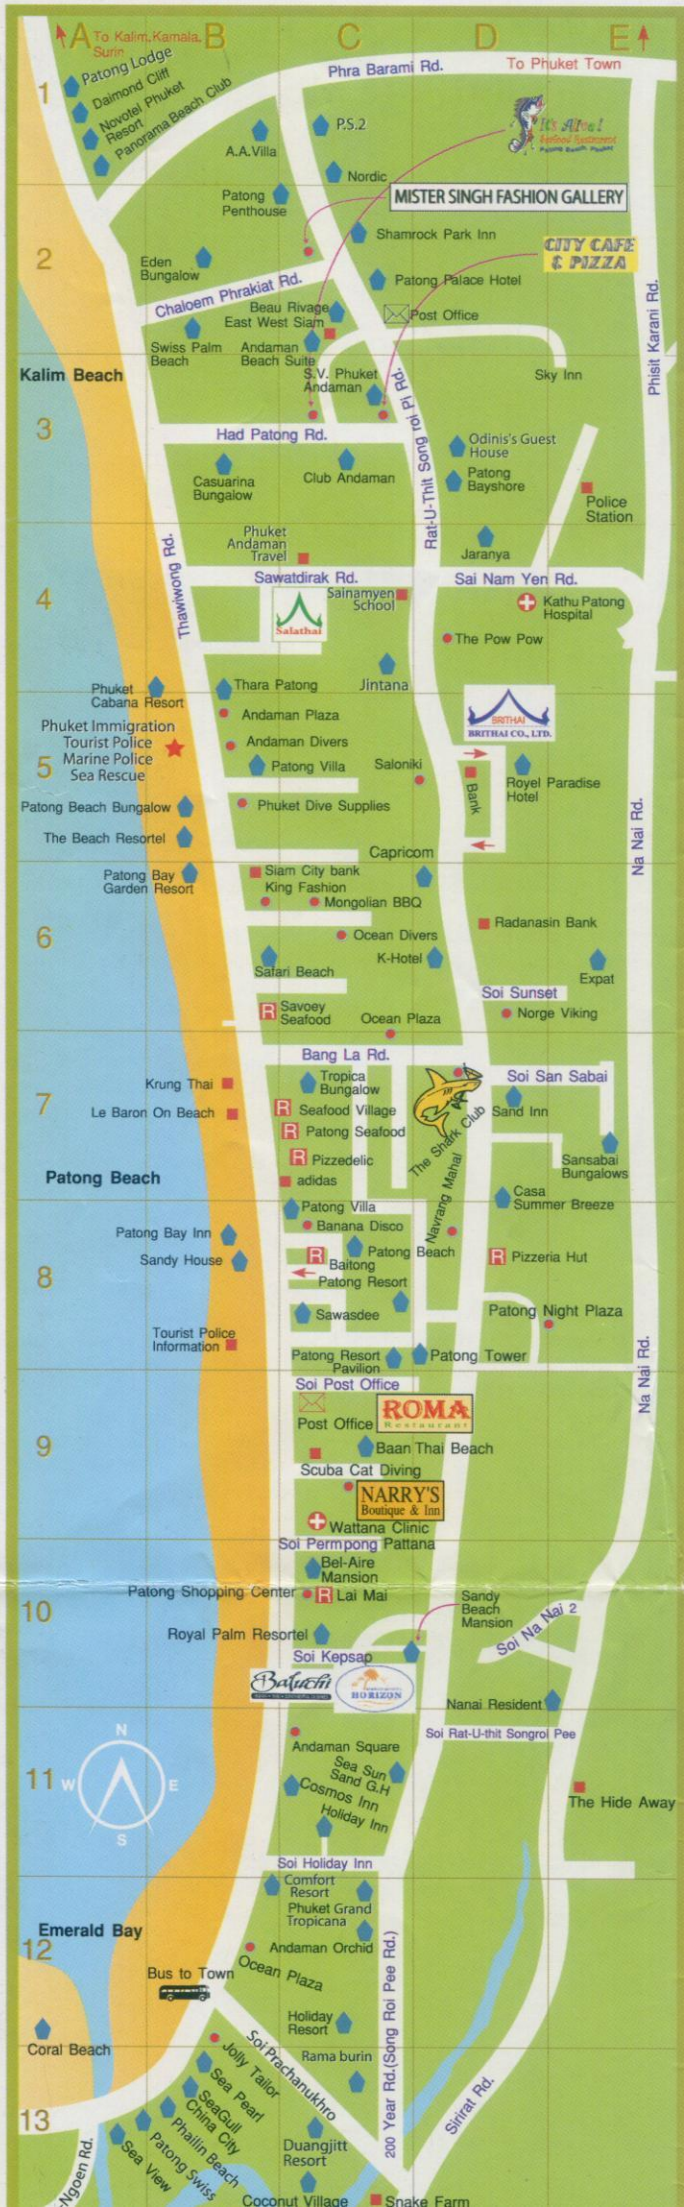 A
B
C
D
E
To Kalim, Kamala,
Surin
Patong Lodge
Daimond Cliff
Novotel Phuket
Resort
Panorama Beach Club
Phra Barami Rd.
To Phuket Town
1
P.S.2
A.A.Villa
It's Alive!
Seafood Restaurant
Patong Beach, Phuket
Nordic
Patong
Penthouse
MISTER SINGH FASHION GALLERY
2
Shamrock Park Inn
CITY CAFE
& PIZZA
Eden
Bungalow
Chaloem Phrakiat Rd.
Patong Palace Hotel
Beau Rivage
East West Siam
Post Office
Phisit Karani Rd.
Swiss Palm
Beach
Andaman
Beach Suite
Kalim Beach
S.V. Phuket
Andaman
Sky Inn
3
Had Patong Rd.
Rat-U-Thit Song roi Pi Rd.
Odinis's Guest
House
Casuarina
Bungalow
Club Andaman
Patong
Bayshore
Police
Station
Thawiwong Rd.
Phuket
Andaman
Travel
Jaranya
4
Sawatdirak Rd.
Sai Nam Yen Rd.
Salathai
Sainamyen
School
Kathu Patong
Hospital
The Pow Pow
Phuket
Cabana Resort
Thara Patong
Jintana
Andaman Plaza
BRITHAI
BRITHAI CO., LTD.
Phuket Immigration
Tourist Police
Marine Police
Sea Rescue
Andaman Divers
5
Patong Villa
Saloniki
Bank
Royel Paradise
Hotel
Patong Beach Bungalow
Phuket Dive Supplies
Na Nai Rd.
The Beach Resortel
Capricom
Patong Bay
Garden Resort
Siam City bank
King Fashion
Mongolian BBQ
6
Radanasin Bank
Ocean Divers
Safari Beach
K-Hotel
Expat
Soi Sunset
R
Savoey
Seafood
Ocean Plaza
Norge Viking
Bang La Rd.
7
Krung Thai
Tropica
Bungalow
Soi San Sabai
Le Baron On Beach
R
Seafood Village
The Shark Club
Sand Inn
R
Patong Seafood
R
Pizzedelic
Sansabai
Bungalows
Patong Beach
adidas
Navrang Mahal
Casa
Summer Breeze
Patong Villa
Patong Bay Inn
Banana Disco
Sandy House
R
Baitong
Patong Beach
R
Pizzeria Hut
8
Patong Resort
Sawasdee
Patong Night Plaza
Tourist Police
Information
Patong Resort
Pavilion
Patong Tower
Na Nai Rd.
Soi Post Office
Post Office
ROMA
Restaurant
9
Baan Thai Beach
Scuba Cat Diving
NARRY'S
Boutique & Inn
Wattana Clinic
Soi Permpong Pattana
Bel-Aire
Mansion
Patong Shopping Center
R
Lai Mai
Sandy
Beach
Mansion
10
Royal Palm Resortel
Soi Na Nai 2
Soi Kepsap
Baluchi
HORIZON
Nanai Resident
Andaman Square
Soi Rat-U-thit Songroi Pee
N
W
E
S
11
Sea Sun
Sand G.H
Cosmos Inn
Holiday Inn
The Hide Away
Soi Holiday Inn
Comfort
Resort
Emerald Bay
Phuket Grand
Tropicana
12
Andaman Orchid
Bus to Town
Ocean Plaza
200 Year Rd.(Song Roi Pee Rd.)
Holiday
Resort
Coral Beach
Soi Prachanukhro
Rama burin
Jolly Tailor
Sea Pearl
SeaGull
China City
Phallin Beach
Patong Swiss
Sea View
13
Sirirat Rd.
Duangjitt
Resort
-Ngoen Rd.
Coconut Village
Snake Farm